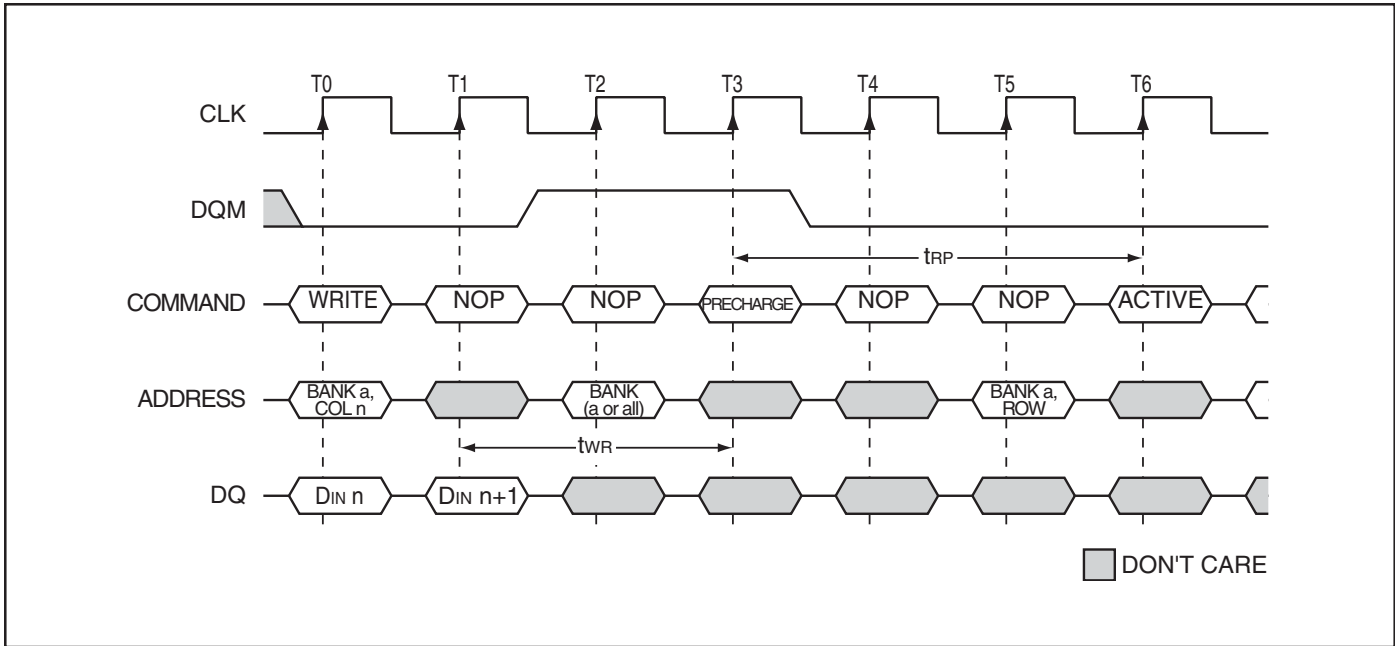 T0 T1 T2 T3 T4 T5 T6
CLK
DQM
tRP
COMMAND WRITE NOP NOP PRECHARGE NOP NOP ACTIVE
ADDRESS BANK a, COL n BANK (a or all) BANK a, ROW
tWR
DQ DIN n DIN n+1
DON'T CARE